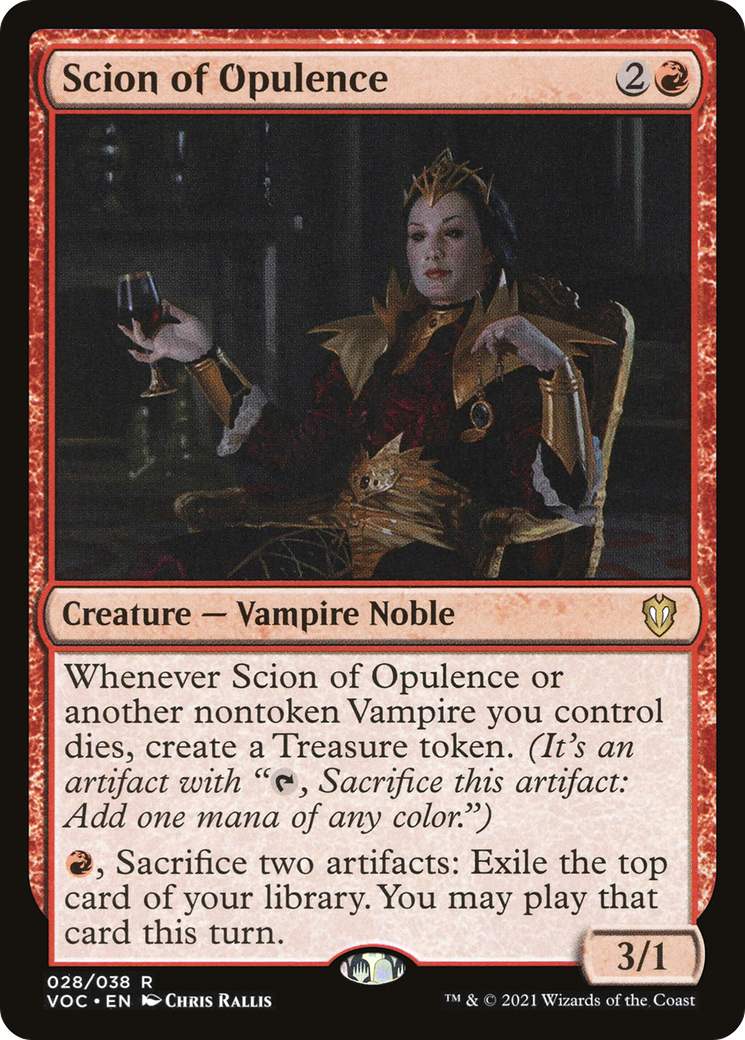 Scion of Opulence 2
Creature — Vampire Noble
Whenever Scion of Opulence or
another nontoken Vampire you control
dies, create a Treasure token. (It's an
artifact with “, Sacrifice this artifact:
Add one mana of any color.”)
, Sacrifice two artifacts: Exile the top
card of your library. You may play that
card this turn.
3/1
028/038 R
VOC • EN Chris Rallis
™ & © 2021 Wizards of the Coast